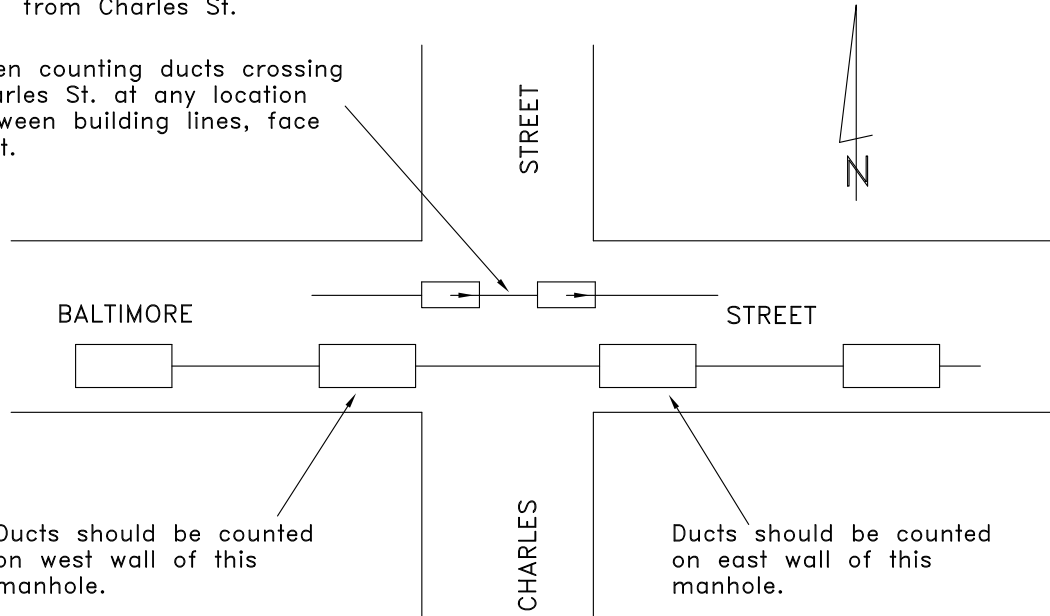 from Charles St.
en counting ducts crossing
arles St. at any location
ween building lines, face
t.
STREET
N
BALTIMORE
STREET
Ducts should be counted
on west wall of this
manhole.
CHARLES
Ducts should be counted
on east wall of this
manhole.